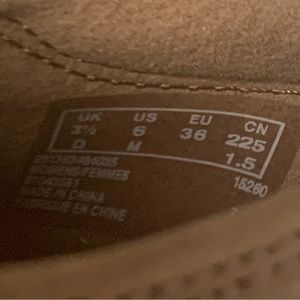 UK US EU CN
3½ 6 36 225
D M 1.5
WOMENS/FEMMES 15260
MADE IN CHINA
FABRIQUE EN CHINE